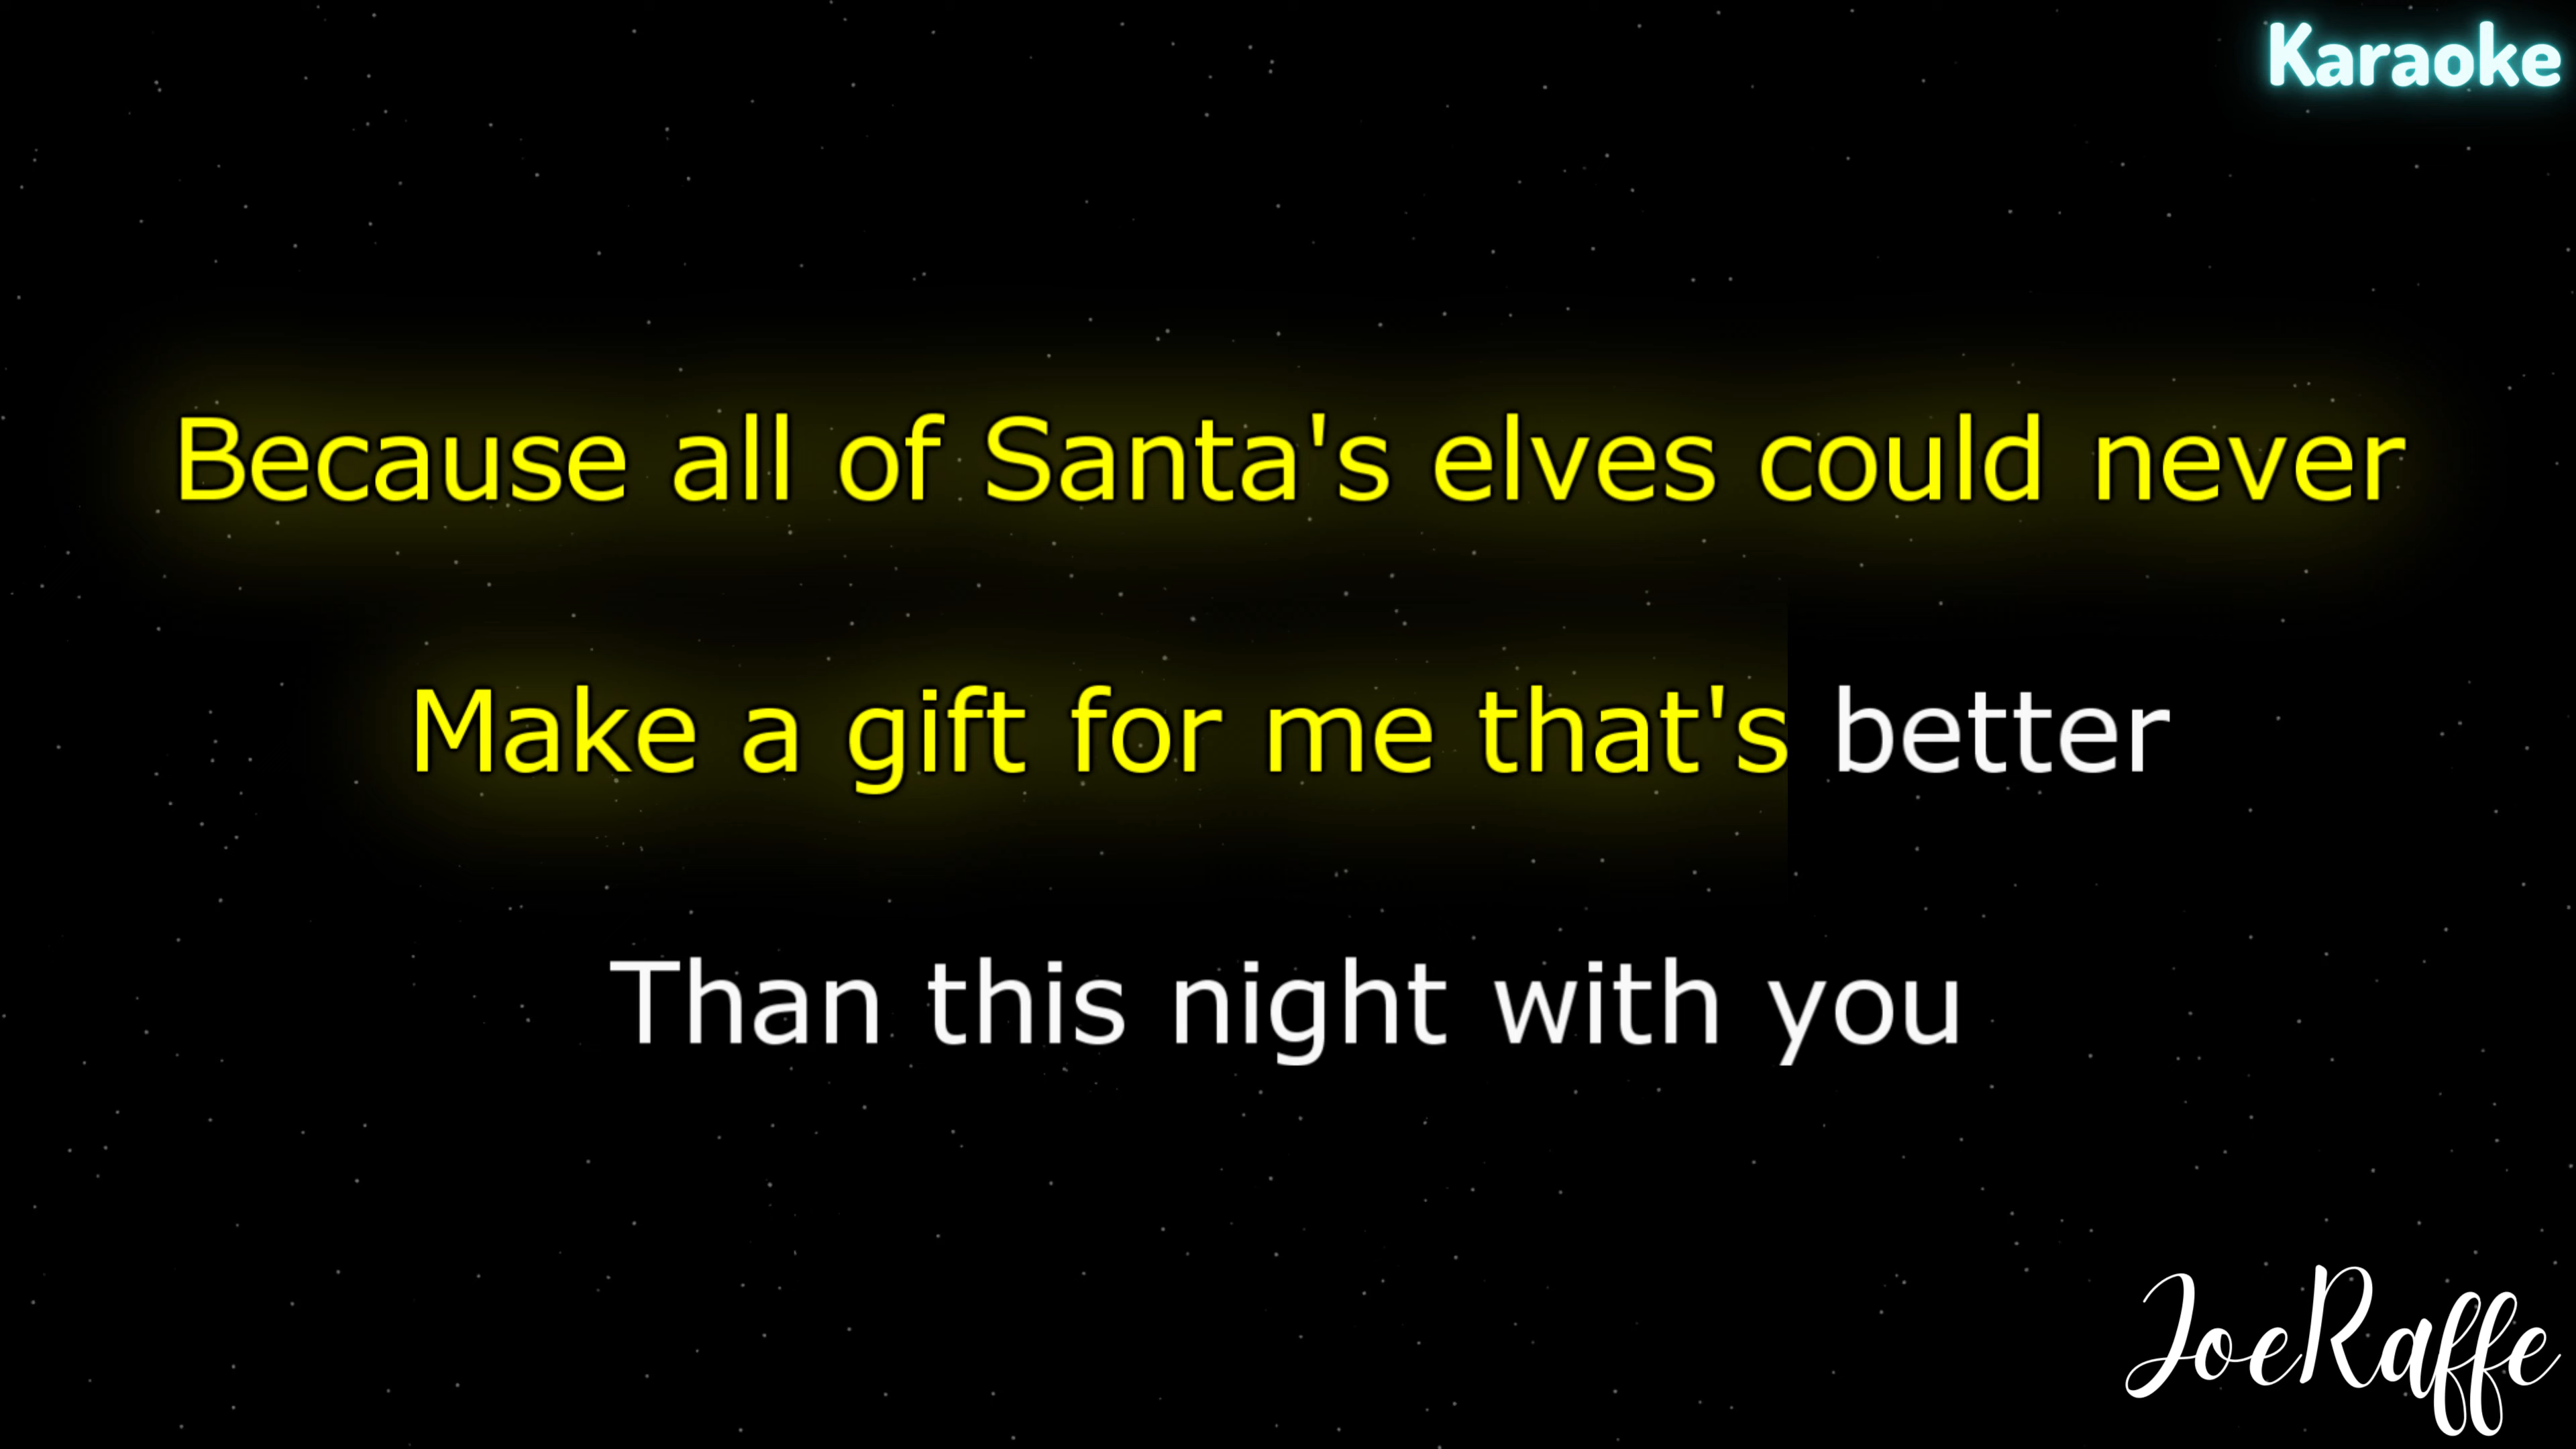 Karaoke
Because all of Santa's elves could never
Make a gift for me that's better
Than this night with you
JoeRaffe